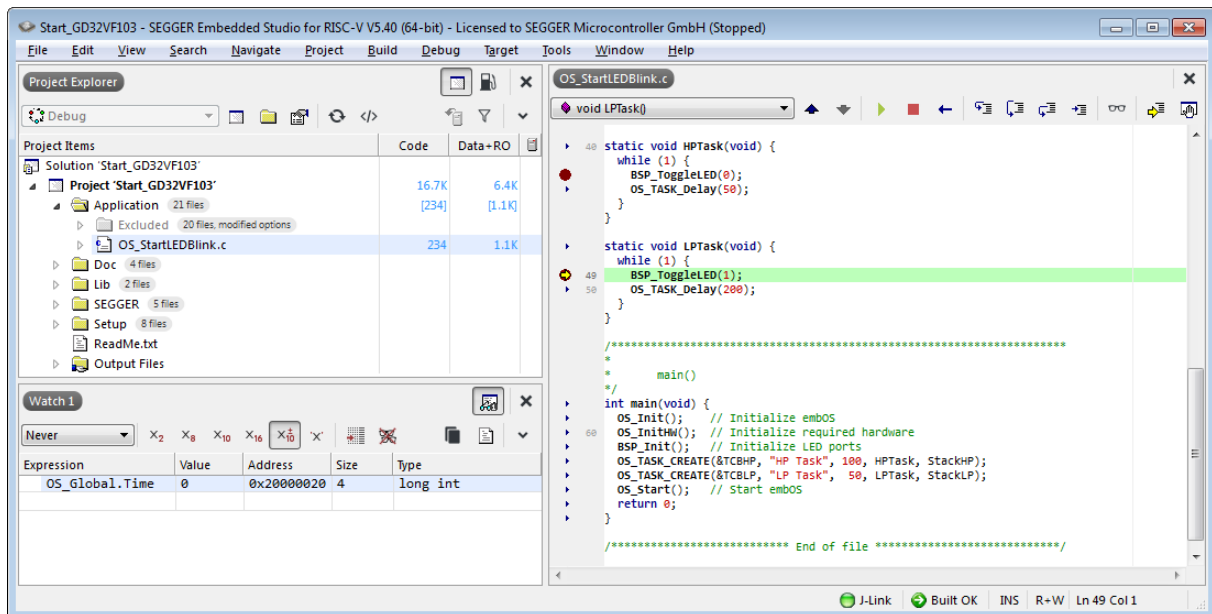 Start_GD32VF103 - SEGGER Embedded Studio for RISC-V V5.40 (64-bit) - Licensed to SEGGER Microcontroller GmbH (Stopped)
File Edit View Search Navigate Project Build Debug Target Tools Window Help
Project Explorer
Debug
Project Items Code Data+RO
Solution 'Start_GD32VF103'
Project 'Start_GD32VF103' 16.7K 6.4K
Application 21 files [234] [1.1K]
Excluded 20 files, modified options
OS_StartLEDBlink.c 234 1.1K
Doc 4 files
Lib 2 files
SEGGER 5 files
Setup 8 files
ReadMe.txt
Output Files
Watch 1
Never X2 X8 X10 X16 X±10 'X'
Expression Value Address Size Type
OS_Global.Time 0 0x20000020 4 long int
OS_StartLEDBlink.c
void LPTask()
40 static void HPTask(void) {
while (1) {
BSP_ToggleLED(0);
OS_TASK_Delay(50);
}
}
static void LPTask(void) {
while (1) {
49 BSP_ToggleLED(1);
50 OS_TASK_Delay(200);
}
}
/*********************************************************************
*
* main()
*/
int main(void) {
OS_Init(); // Initialize embOS
60 OS_InitHW(); // Initialize required hardware
BSP_Init(); // Initialize LED ports
OS_TASK_CREATE(&TCBHP, "HP Task", 100, HPTask, StackHP);
OS_TASK_CREATE(&TCBLP, "LP Task", 50, LPTask, StackLP);
OS_Start(); // Start embOS
return 0;
}
/*************************** End of file ****************************/
J-Link Built OK INS R+W Ln 49 Col 1